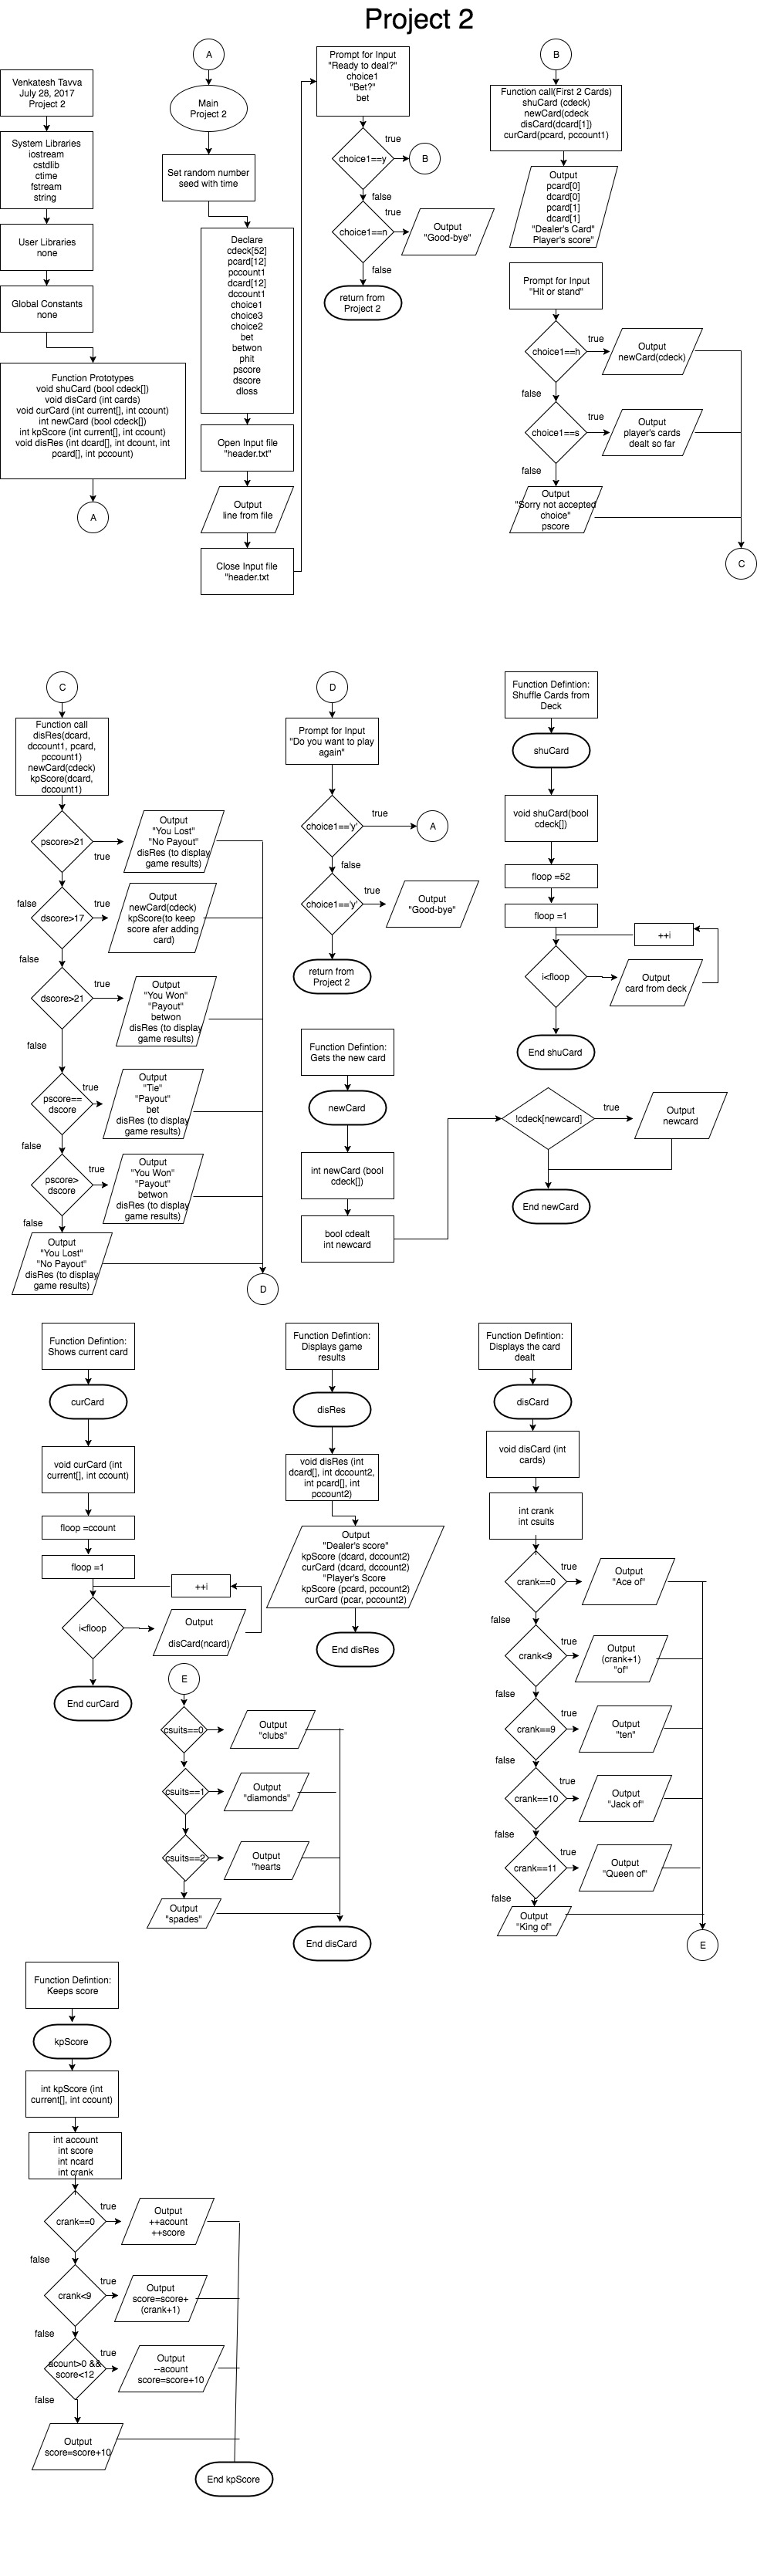 Project 2
Venkatesh Tavva
July 28, 2017
Project 2
System Libraries
iostream
cstdlib
ctime
fstream
string
User Libraries
none
Global Constants
none
Function Prototypes
void shuCard (bool cdeck[])
void disCard (int cards)
void curCard (int current[], int ccount)
int newCard (bool cdeck[])
int kpScore (int current[], int ccount)
void disRes (int dcard[], int dcount, int
pcard[], int pccount)
A
A
Main
Project 2
Set random number
seed with time
Declare
cdeck[52]
pcard[12]
pccount1
dcard[12]
dccount1
choice1
choice3
choice2
bet
betwon
phit
pscore
dscore
dloss
Open Input file
"header.txt"
Output
line from file
Close Input file
"header.txt
Prompt for Input
"Ready to deal?"
choice1
"Bet?"
bet
choice1==y
true
B
false
choice1==n
true
Output
"Good-bye"
false
return from
Project 2
B
Function call(First 2 Cards)
shuCard (cdeck)
newCard(cdeck
disCard(dcard[1])
curCard(pcard, pccount1)
Output
pcard[0]
dcard[0]
pcard[1]
dcard[1]
"Dealer's Card"
Player's score"
Prompt for Input
"Hit or stand"
choice1==h
true
Output
newCard(cdeck)
false
choice1==s
true
Output
player's cards
dealt so far
false
Output
"Sorry not accepted
choice"
pscore
C
C
Function call
disRes(dcard,
dccount1, pcard,
pccount1)
newCard(cdeck)
kpScore(dcard,
dccount1)
pscore>21
true
Output
"You Lost"
"No Payout"
disRes (to display
game results)
false
dscore>17
true
Output
newCard(cdeck)
kpScore(to keep
score afer adding
card)
false
dscore>21
true
Output
"You Won"
"Payout"
betwon
disRes (to display
game results)
false
pscore==
dscore
true
Output
"Tie"
"Payout"
bet
disRes (to display
game results)
false
pscore>
dscore
true
Output
"You Won"
"Payout"
betwon
disRes (to display
game results)
false
Output
"You Lost"
"No Payout"
disRes (to display
game results)
D
D
Prompt for Input
"Do you want to play
again"
choice1=='y'
true
A
false
choice1=='y'
true
Output
"Good-bye"
return from
Project 2
Function Defintion:
Shuffle Cards from
Deck
shuCard
void shuCard(bool
cdeck[])
floop =52
floop =1
++i
i<floop
Output
card from deck
End shuCard
Function Defintion:
Gets the new card
newCard
int newCard (bool
cdeck[])
bool cdealt
int newcard
!cdeck[newcard]
true
Output
newcard
End newCard
Function Defintion:
Shows current card
curCard
void curCard (int
current[], int ccount)
floop =ccount
floop =1
++i
i<floop
Output
disCard(ncard)
End curCard
Function Defintion:
Displays game
results
disRes
void disRes (int
dcard[], int dccount2,
int pcard[], int
pccount2)
Output
"Dealer's score"
kpScore (dcard, dccount2)
curCard (dcard, dccount2)
"Player's Score
kpScore (pcard, pccount2)
curCard (pcar, pccount2)
End disRes
Function Defintion:
Displays the card
dealt
disCard
void disCard (int
cards)
int crank
int csuits
crank==0
true
Output
"Ace of"
false
crank<9
true
Output
(crank+1)
"of"
false
crank==9
true
Output
"ten"
false
crank==10
true
Output
"Jack of"
false
crank==11
true
Output
"Queen of"
false
Output
"King of"
E
E
csuits==0
Output
"clubs"
csuits==1
Output
"diamonds"
csuits==2
Output
"hearts
Output
"spades"
End disCard
Function Defintion:
Keeps score
kpScore
int kpScore (int
current[], int ccount)
int account
int score
int ncard
int crank
crank==0
true
Output
++acount
++score
false
crank<9
true
Output
score=score+
(crank+1)
false
acount>0 &&
score<12
true
Output
--acount
score=score+10
false
Output
score=score+10
End kpScore